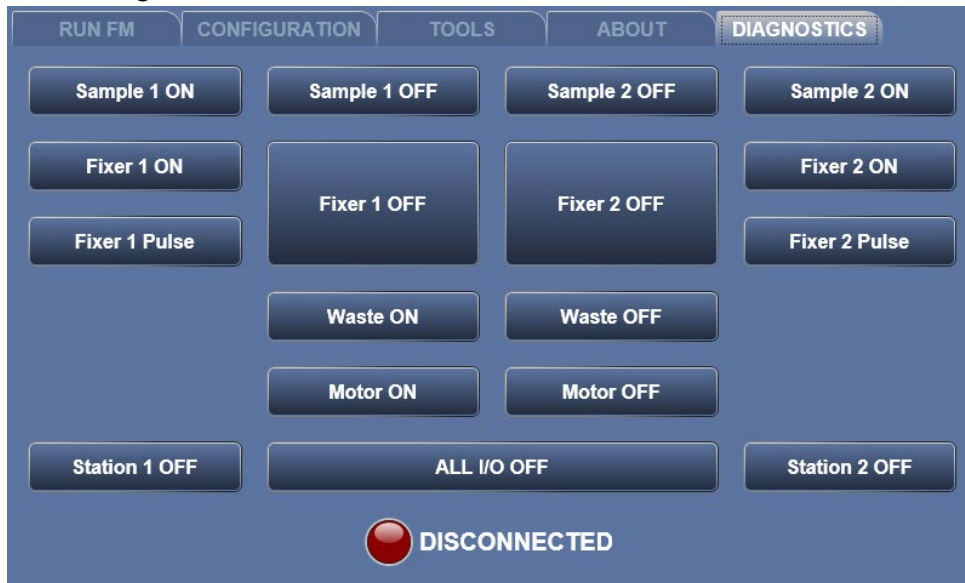 RUN FM CONFIGURATION TOOLS ABOUT DIAGNOSTICS
Sample 1 ON Sample 1 OFF Sample 2 OFF Sample 2 ON
Fixer 1 ON Fixer 2 ON
Fixer 1 OFF Fixer 2 OFF
Fixer 1 Pulse Fixer 2 Pulse
Waste ON Waste OFF
Motor ON Motor OFF
Station 1 OFF ALL I/O OFF Station 2 OFF
DISCONNECTED